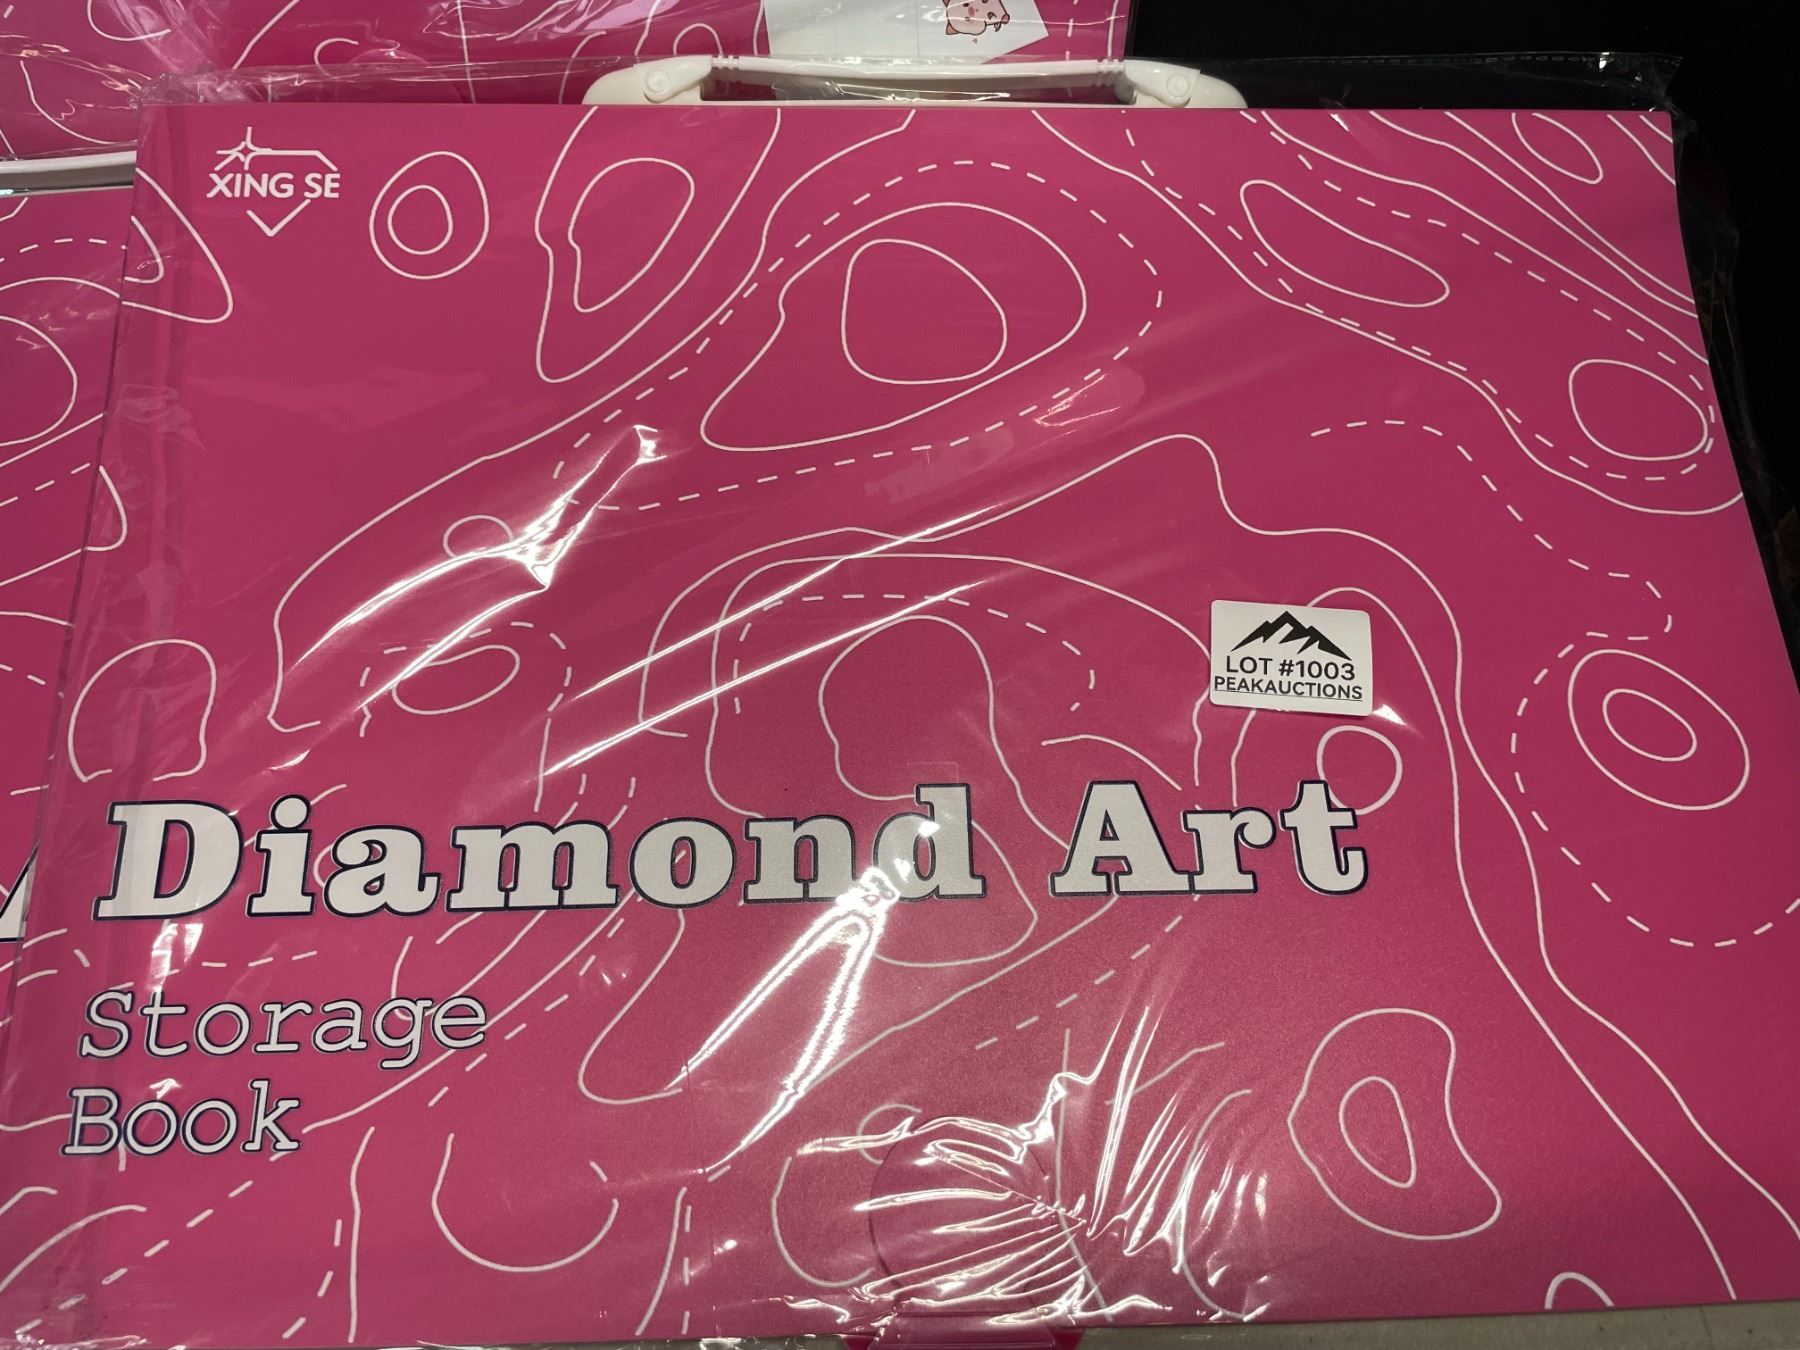 XING SE
LOT #1003
PEAKAUCTIONS
Diamond Art
Storage
Book